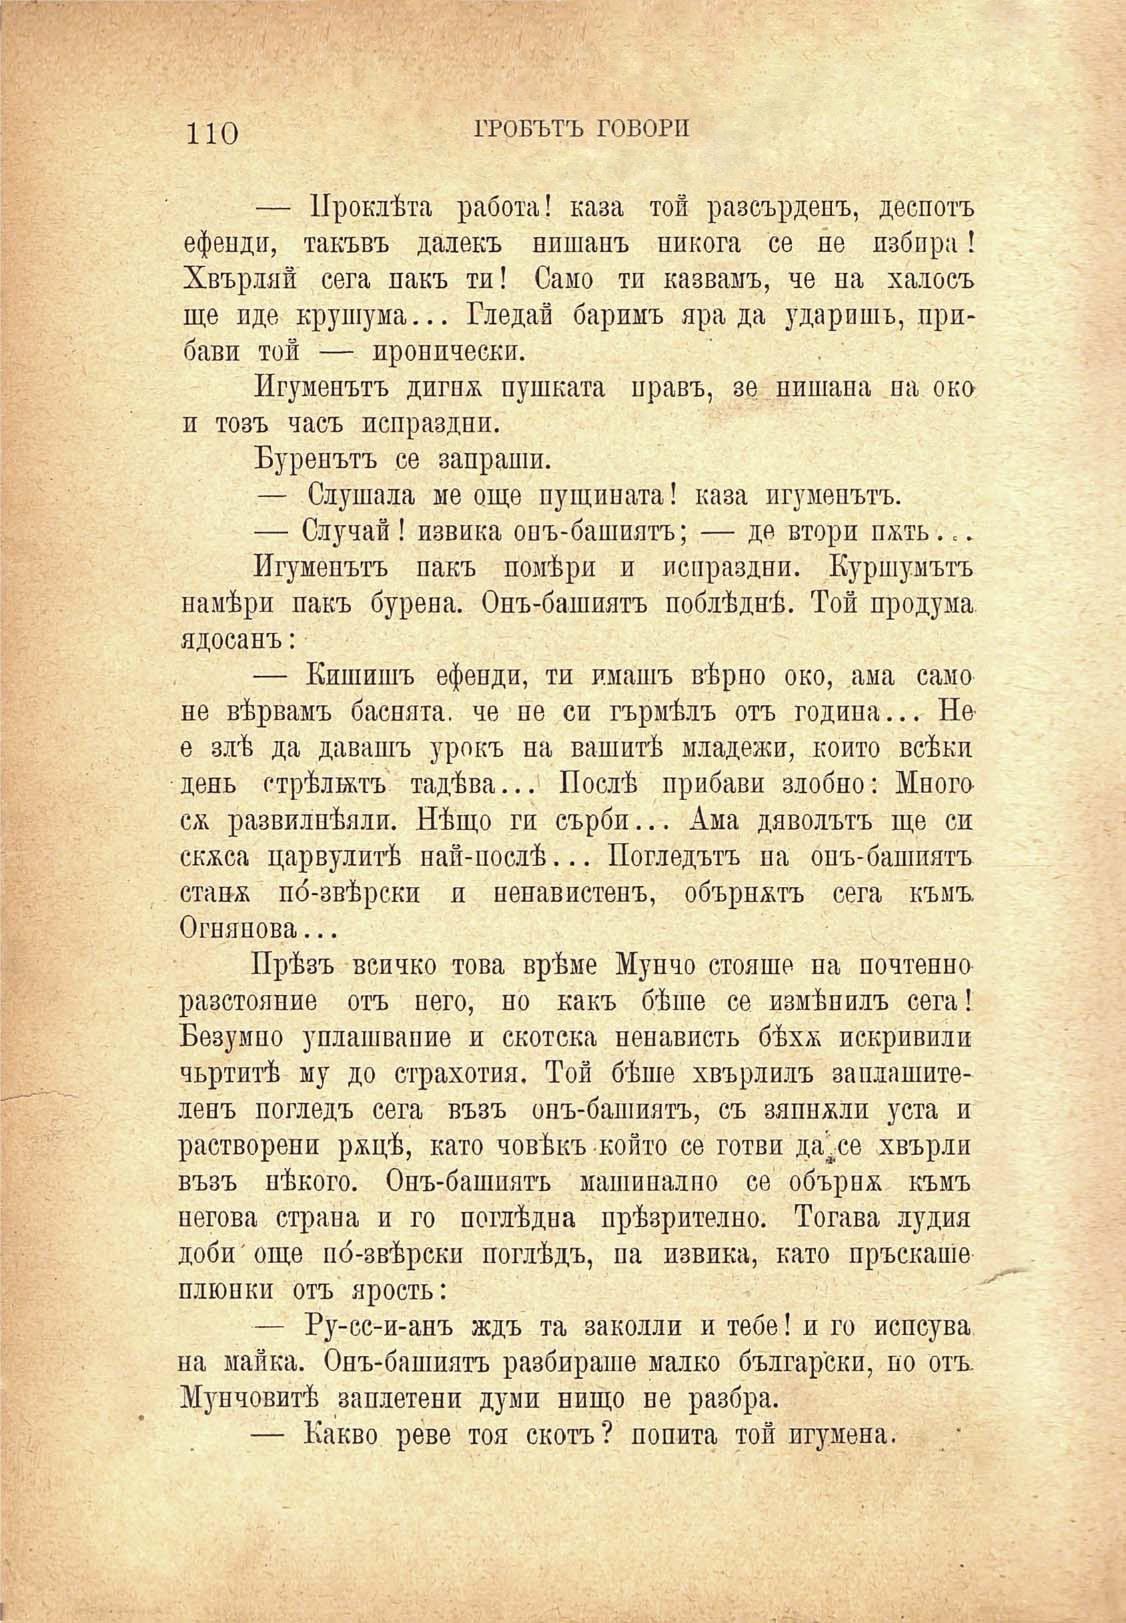 110 ГРОБЪТЪ ГОВОРИ
— Проклѣта работа! каза той разсърденъ, деспотъ
ефенди, такъвъ далекъ нишанъ никога се не избира!
Хвърляй сега пакъ ти! Само ти казвамъ, че на халосъ
ще иде крушума... Гледай баримъ яра да ударишь, при-
бави той — иронически.
Игуменътъ дигнѫ пушката правъ, зе нишана на око
и тозъ часъ испраздни.
Буренътъ се запраши.
— Слушала ме още пущината! каза игуменътъ.
— Случай! извика онъ-башиятъ; — де втори пѫть...
Игуменътъ пакъ помѣри и испраздни. Куршумътъ
намѣри пакъ бурена. Онъ-башиятъ поблѣднѣ. Той продума
ядосанъ:
— Кишишъ ефенди, ти имашъ вѣрно око, ама само
не вѣрвамъ баснята. че не си гърмѣлъ отъ година... Не
е злѣ да давашъ урокъ на вашитѣ младежи, които всѣки
день стрѣлѭтъ тадѣва... Послѣ прибави злобно: Много
сѫ развилнѣяли. Нѣщо ги сърби... Ама дяволътъ ще си
скѫса царвулитѣ най-послѣ... Погледътъ на онъ-башиятъ
станѫ по́-звѣрски и ненавистенъ, обърнѫтъ сега къмъ
Огнянова...
Прѣзъ всичко това врѣме Мунчо стояше на почтенно
разстояние отъ него, но какъ бѣше се измѣнилъ сега!
Безумно уплашвание и скотска ненависть бѣхѫ искривили
чьртитѣ му до страхотия. Той бѣше хвърлилъ заплашите-
ленъ погледъ сега възъ онъ-башиятъ, съ зяпнѫли уста и
растворени рѫцѣ, като човѣкъ който се готви да се хвърли
възъ нѣкого. Онъ-башиятъ машинално се обърнѫ къмъ
негова страна и го поглѣдна прѣзрително. Тогава лудия
доби още по́-звѣрски поглѣдъ, па извика, като пръскаше
плюнки отъ ярость:
— Ру-сс-и-анъ ждъ та заколли и тебе! и го испсува
на майка. Онъ-башиятъ разбираше малко български, но отъ
Мунчовитѣ заплетени думи нищо не разбра.
— Какво реве тоя скотъ? попита той игумена.